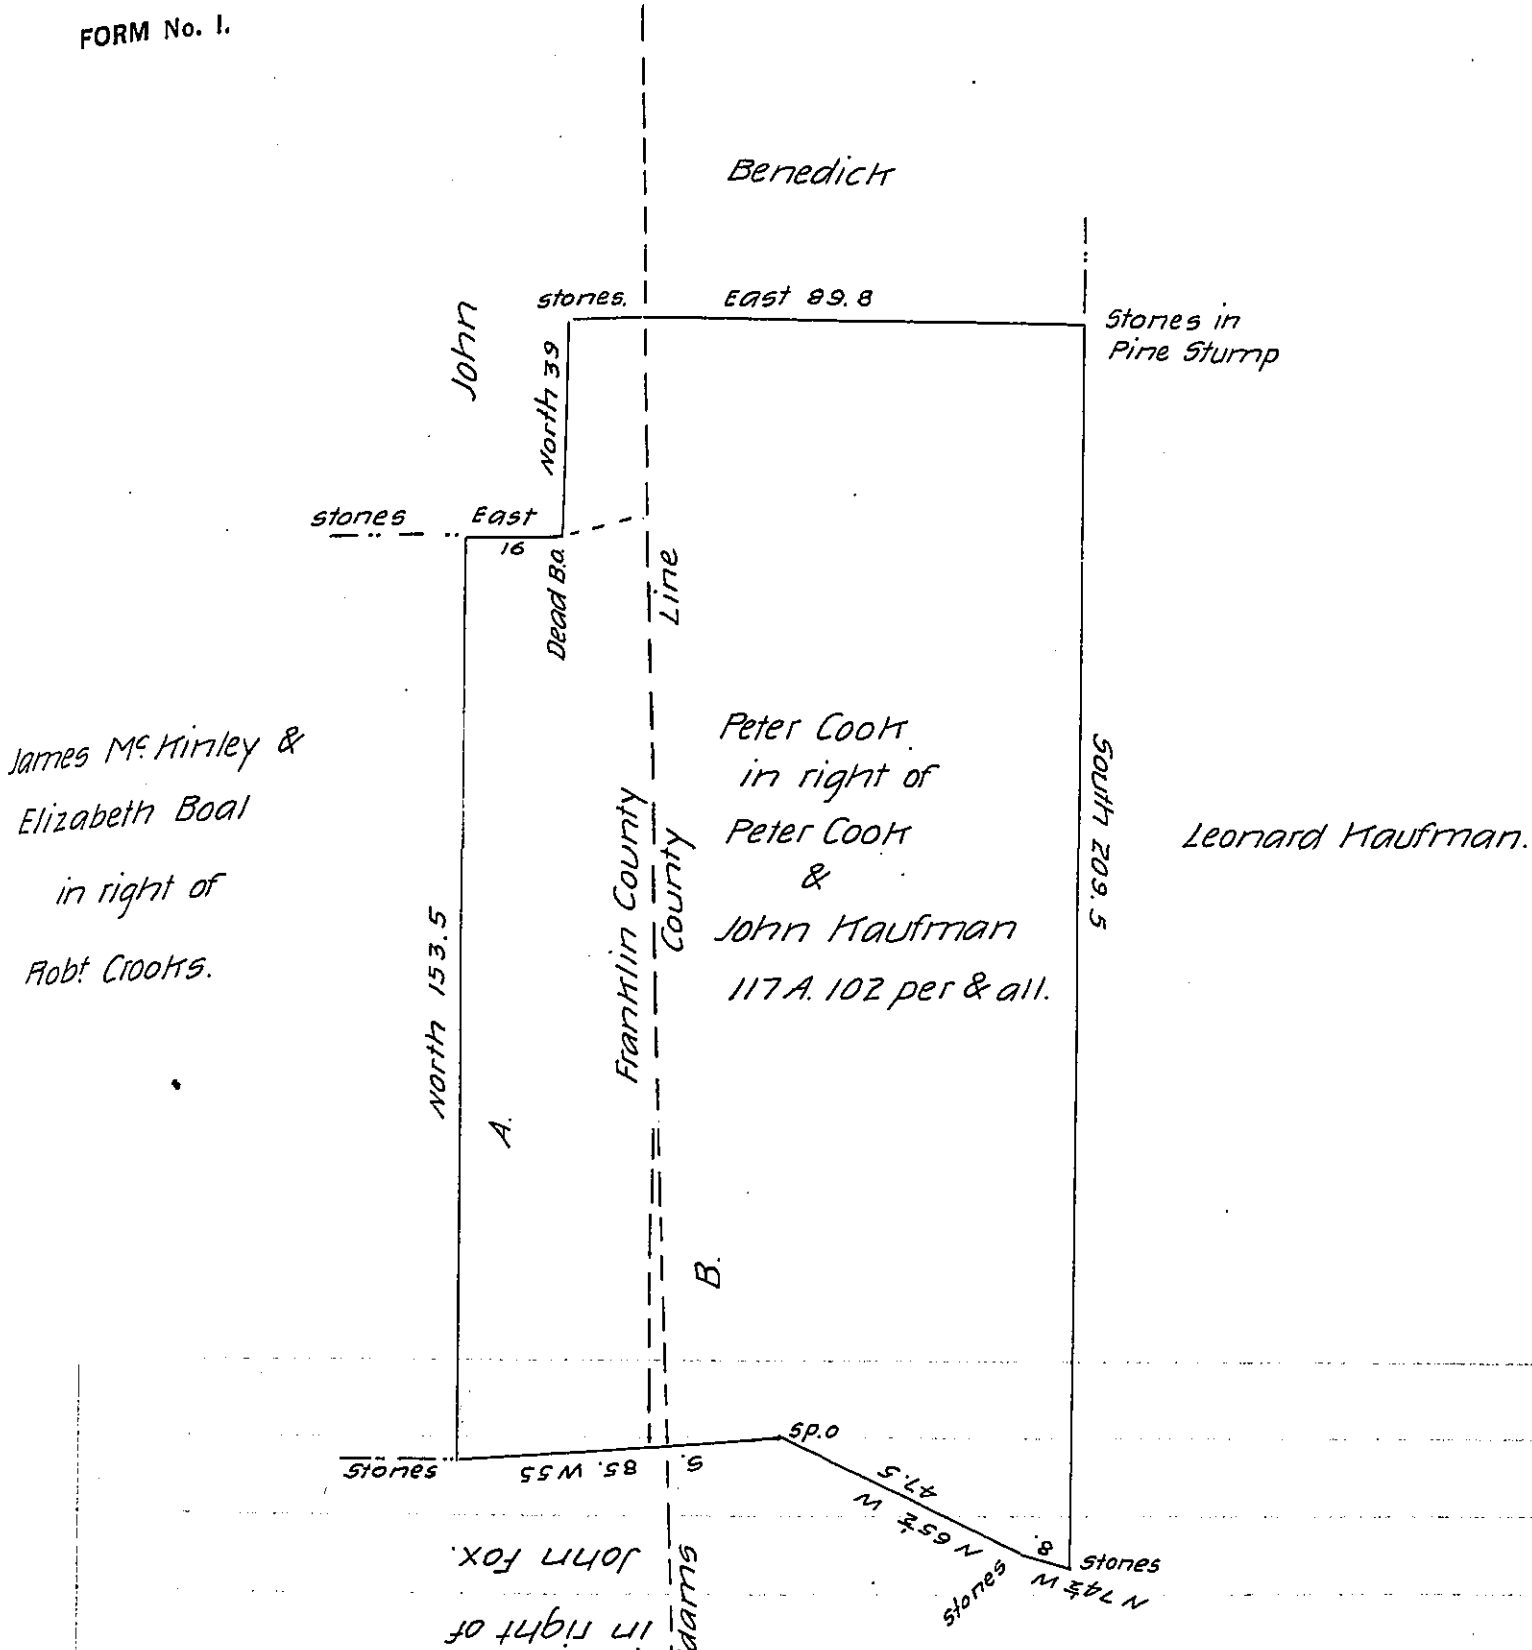 FORM No. 1.
Benedick
John
stones.
East 89.8
Stones in
Pine Stump
North 39
stones
East
16
Dead B.o.
Line
James Mc. Kinley &
Elizabeth Boal
in right of
Robt. Crooks.
Peter Cook
in right of
Peter Cook
&
John Kaufman
117 A. 102 per & all.
South 209.5
Leonard Kaufman.
Franklin County
County
North 153.5
A.
B.
sp.o
stones
S. 85. W 55
47.5
N 65½ W
8.
stones
N 74½ W
stones
John Fox.
in right of
dams